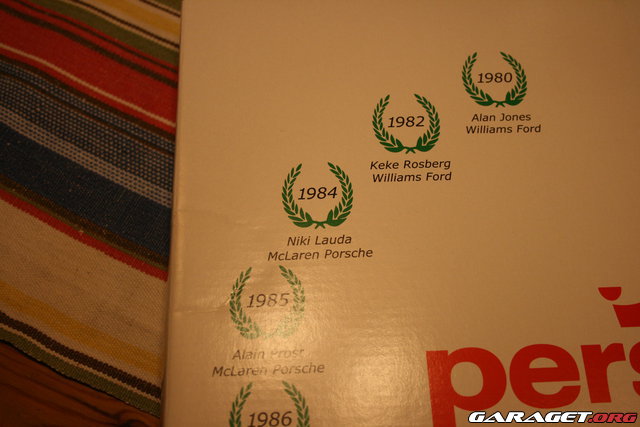 1980
Alan Jones
Williams Ford
1982
Keke Rosberg
Williams Ford
1984
Niki Lauda
McLaren Porsche
1985
Alain Prost
McLaren Porsche
1986
pers
GARAGET.ORG